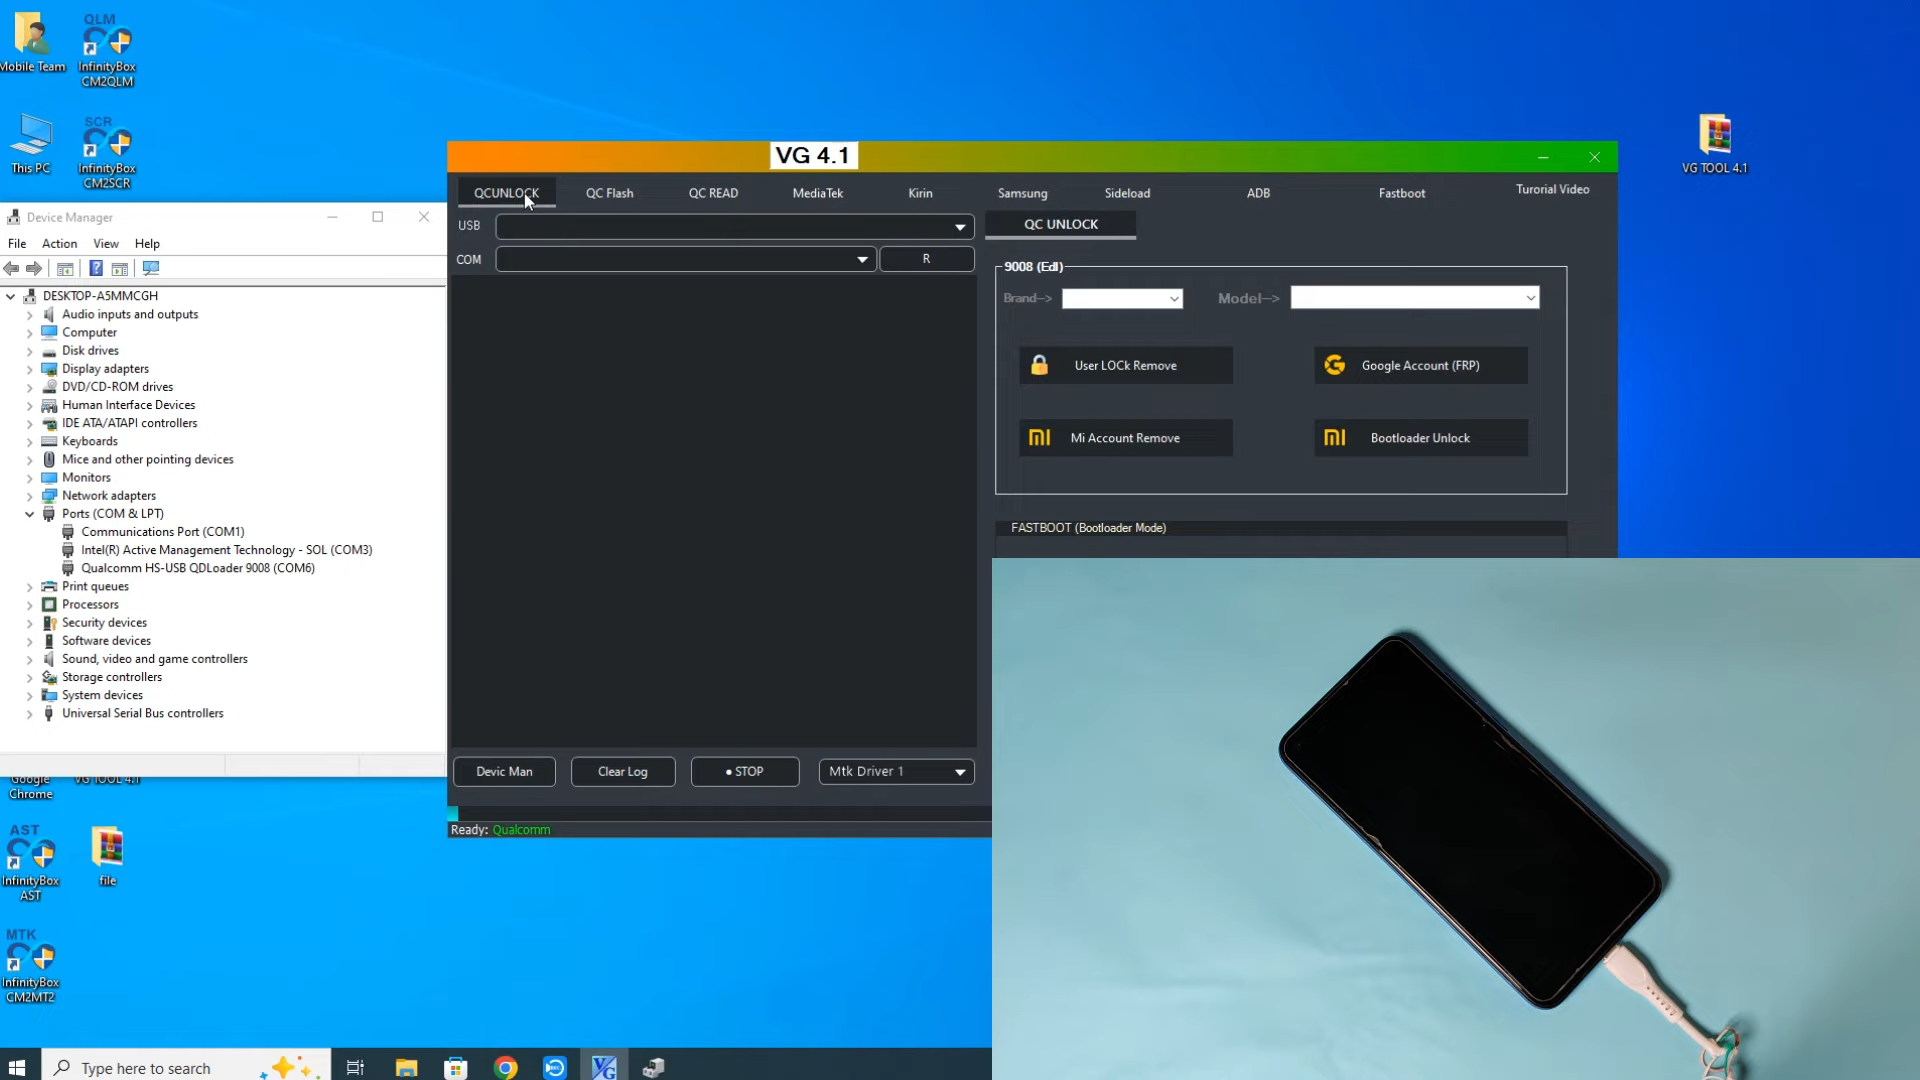 Mobile Team
QLM
InfinityBox
CM2QLM
This PC
SCR
InfinityBox
CM2SCR
VG TOOL 4.1
Device Manager
File Action View Help
DESKTOP-A5MMCGH
Audio inputs and outputs
Computer
Disk drives
Display adapters
DVD/CD-ROM drives
Human Interface Devices
IDE ATA/ATAPI controllers
Keyboards
Mice and other pointing devices
Monitors
Network adapters
Ports (COM & LPT)
Communications Port (COM1)
Intel(R) Active Management Technology - SOL (COM3)
Qualcomm HS-USB QDLoader 9008 (COM6)
Print queues
Processors
Security devices
Software devices
Sound, video and game controllers
Storage controllers
System devices
Universal Serial Bus controllers
VG 4.1
QCUNLOCK QC Flash QC READ MediaTek Kirin Samsung Sideload ADB Fastboot Turorial Video
USB
COM
R
QC UNLOCK
9008 (Edl)
Brand-->
Model-->
User LOCk Remove
Google Account (FRP)
Mi Account Remove
Bootloader Unlock
FASTBOOT (Bootloader Mode)
Devic Man
Clear Log
• STOP
Mtk Driver 1
Ready: Qualcomm
Google
Chrome
VG TOOL 4.1
AST
InfinityBox
AST
file
MTK
InfinityBox
CM2MT2
Type here to search